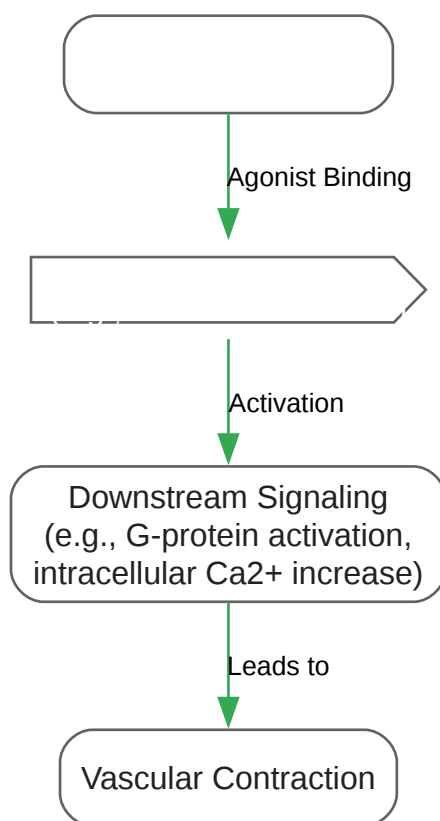 Agonist Binding
Activation
Downstream Signaling
(e.g., G-protein activation,
intracellular Ca2+ increase)
Leads to
Vascular Contraction